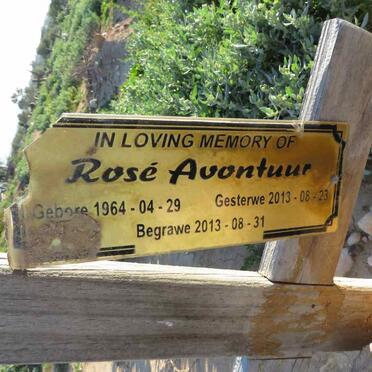 IN LOVING MEMORY OF
Rosé Avontuur
Gebore 1964 - 04 - 29 Gesterwe 2013 - 08 - 23
Begrawe 2013 - 08 - 31